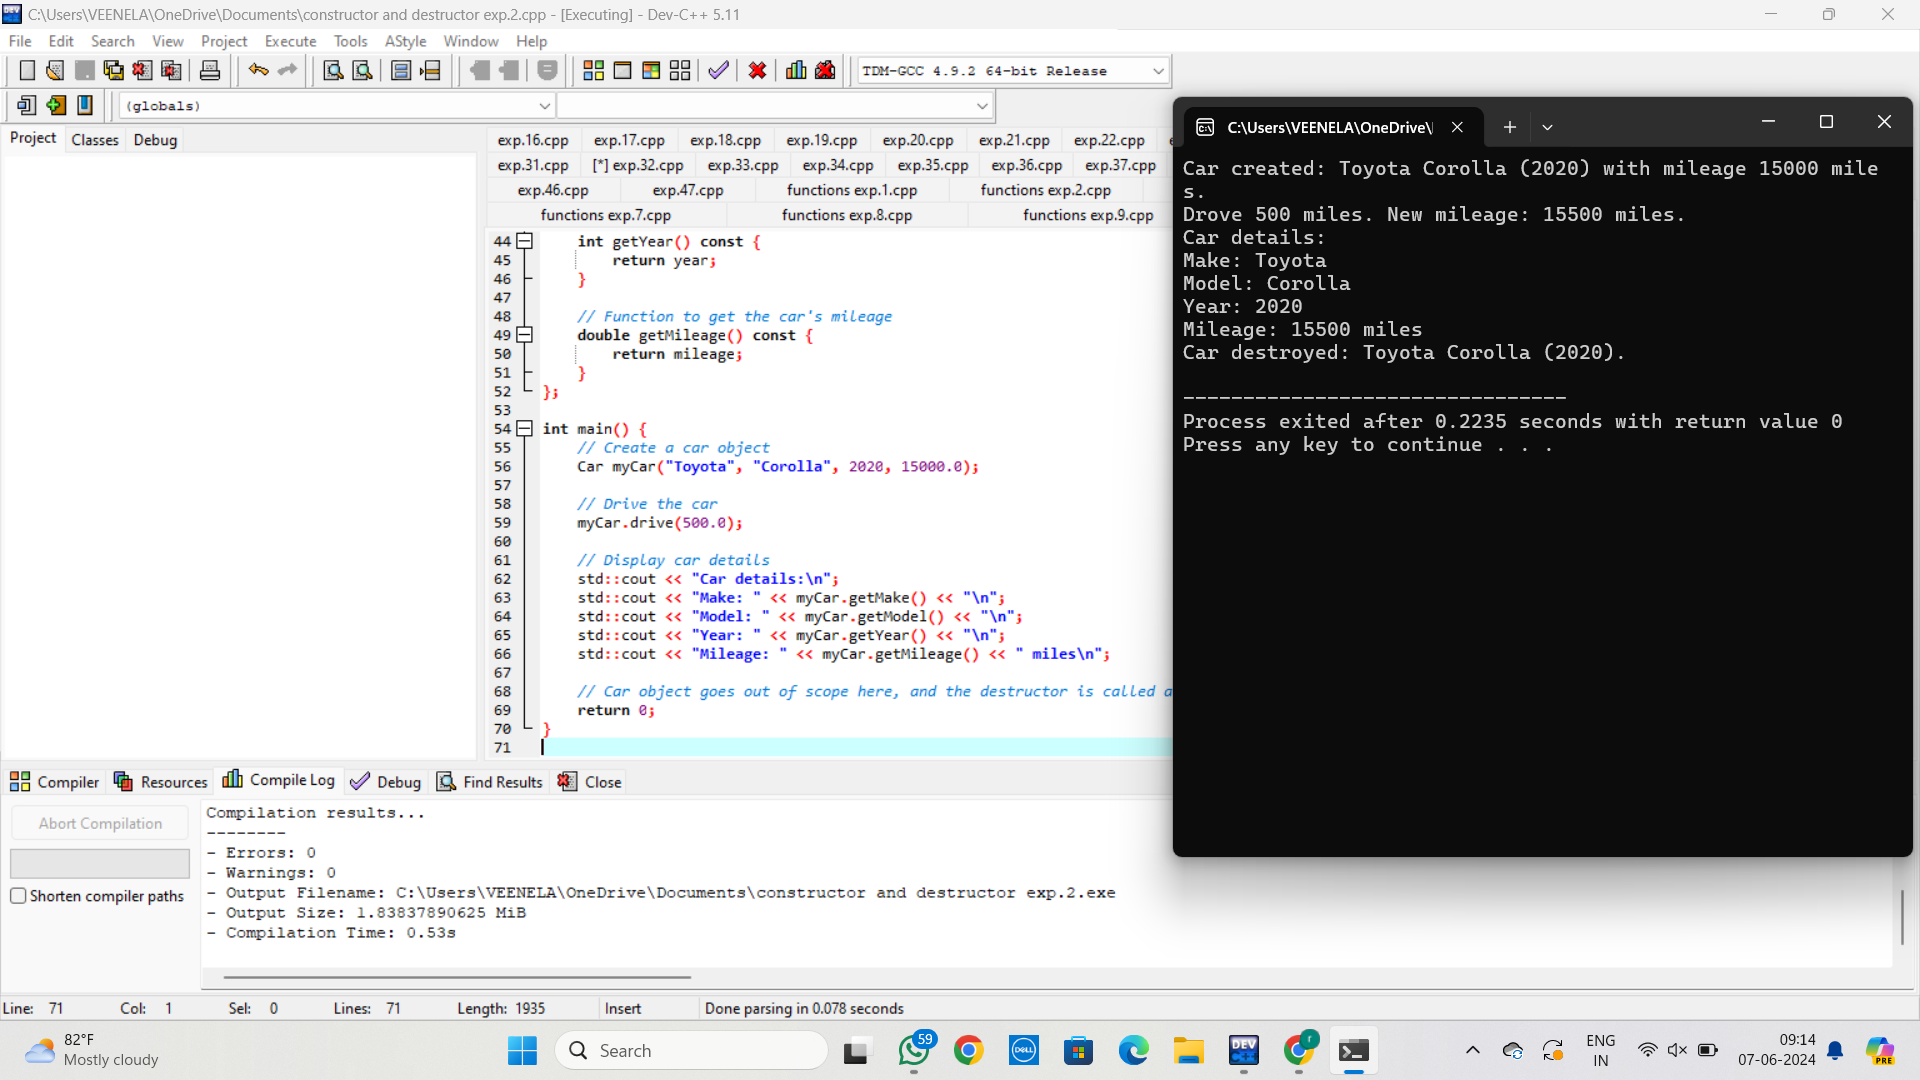 C:\Users\VEENELA\OneDrive\Documents\constructor and destructor exp.2.cpp - [Executing] - Dev-C++ 5.11
File Edit Search View Project Execute Tools AStyle Window Help
TDM-GCC 4.9.2 64-bit Release
(globals)
Project Classes Debug
exp.16.cpp exp.17.cpp exp.18.cpp exp.19.cpp exp.20.cpp exp.21.cpp exp.22.cpp
exp.31.cpp [*] exp.32.cpp exp.33.cpp exp.34.cpp exp.35.cpp exp.36.cpp exp.37.cpp
exp.46.cpp exp.47.cpp functions exp.1.cpp functions exp.2.cpp
functions exp.7.cpp functions exp.8.cpp functions exp.9.cpp
44 int getYear() const {
45 return year;
46 }
47
48 // Function to get the car's mileage
49 double getMileage() const {
50 return mileage;
51 }
52 };
53
54 int main() {
55 // Create a car object
56 Car myCar("Toyota", "Corolla", 2020, 15000.0);
57
58 // Drive the car
59 myCar.drive(500.0);
60
61 // Display car details
62 std::cout << "Car details:\n";
63 std::cout << "Make: " << myCar.getMake() << "\n";
64 std::cout << "Model: " << myCar.getModel() << "\n";
65 std::cout << "Year: " << myCar.getYear() << "\n";
66 std::cout << "Mileage: " << myCar.getMileage() << " miles\n";
67
68 // Car object goes out of scope here, and the destructor is called a
69 return 0;
70 }
71
C:\Users\VEENELA\OneDrive\
Car created: Toyota Corolla (2020) with mileage 15000 mile
s.
Drove 500 miles. New mileage: 15500 miles.
Car details:
Make: Toyota
Model: Corolla
Year: 2020
Mileage: 15500 miles
Car destroyed: Toyota Corolla (2020).
--------------------------------
Process exited after 0.2235 seconds with return value 0
Press any key to continue . . .
Compiler Resources Compile Log Debug Find Results Close
Abort Compilation
Shorten compiler paths
Compilation results...
--------
- Errors: 0
- Warnings: 0
- Output Filename: C:\Users\VEENELA\OneDrive\Documents\constructor and destructor exp.2.exe
- Output Size: 1.83837890625 MiB
- Compilation Time: 0.53s
Line: 71 Col: 1 Sel: 0 Lines: 71 Length: 1935 Insert Done parsing in 0.078 seconds
82°F
Mostly cloudy
Search
59
DELL
DEV
r
ENG
IN
09:14
07-06-2024
PRE